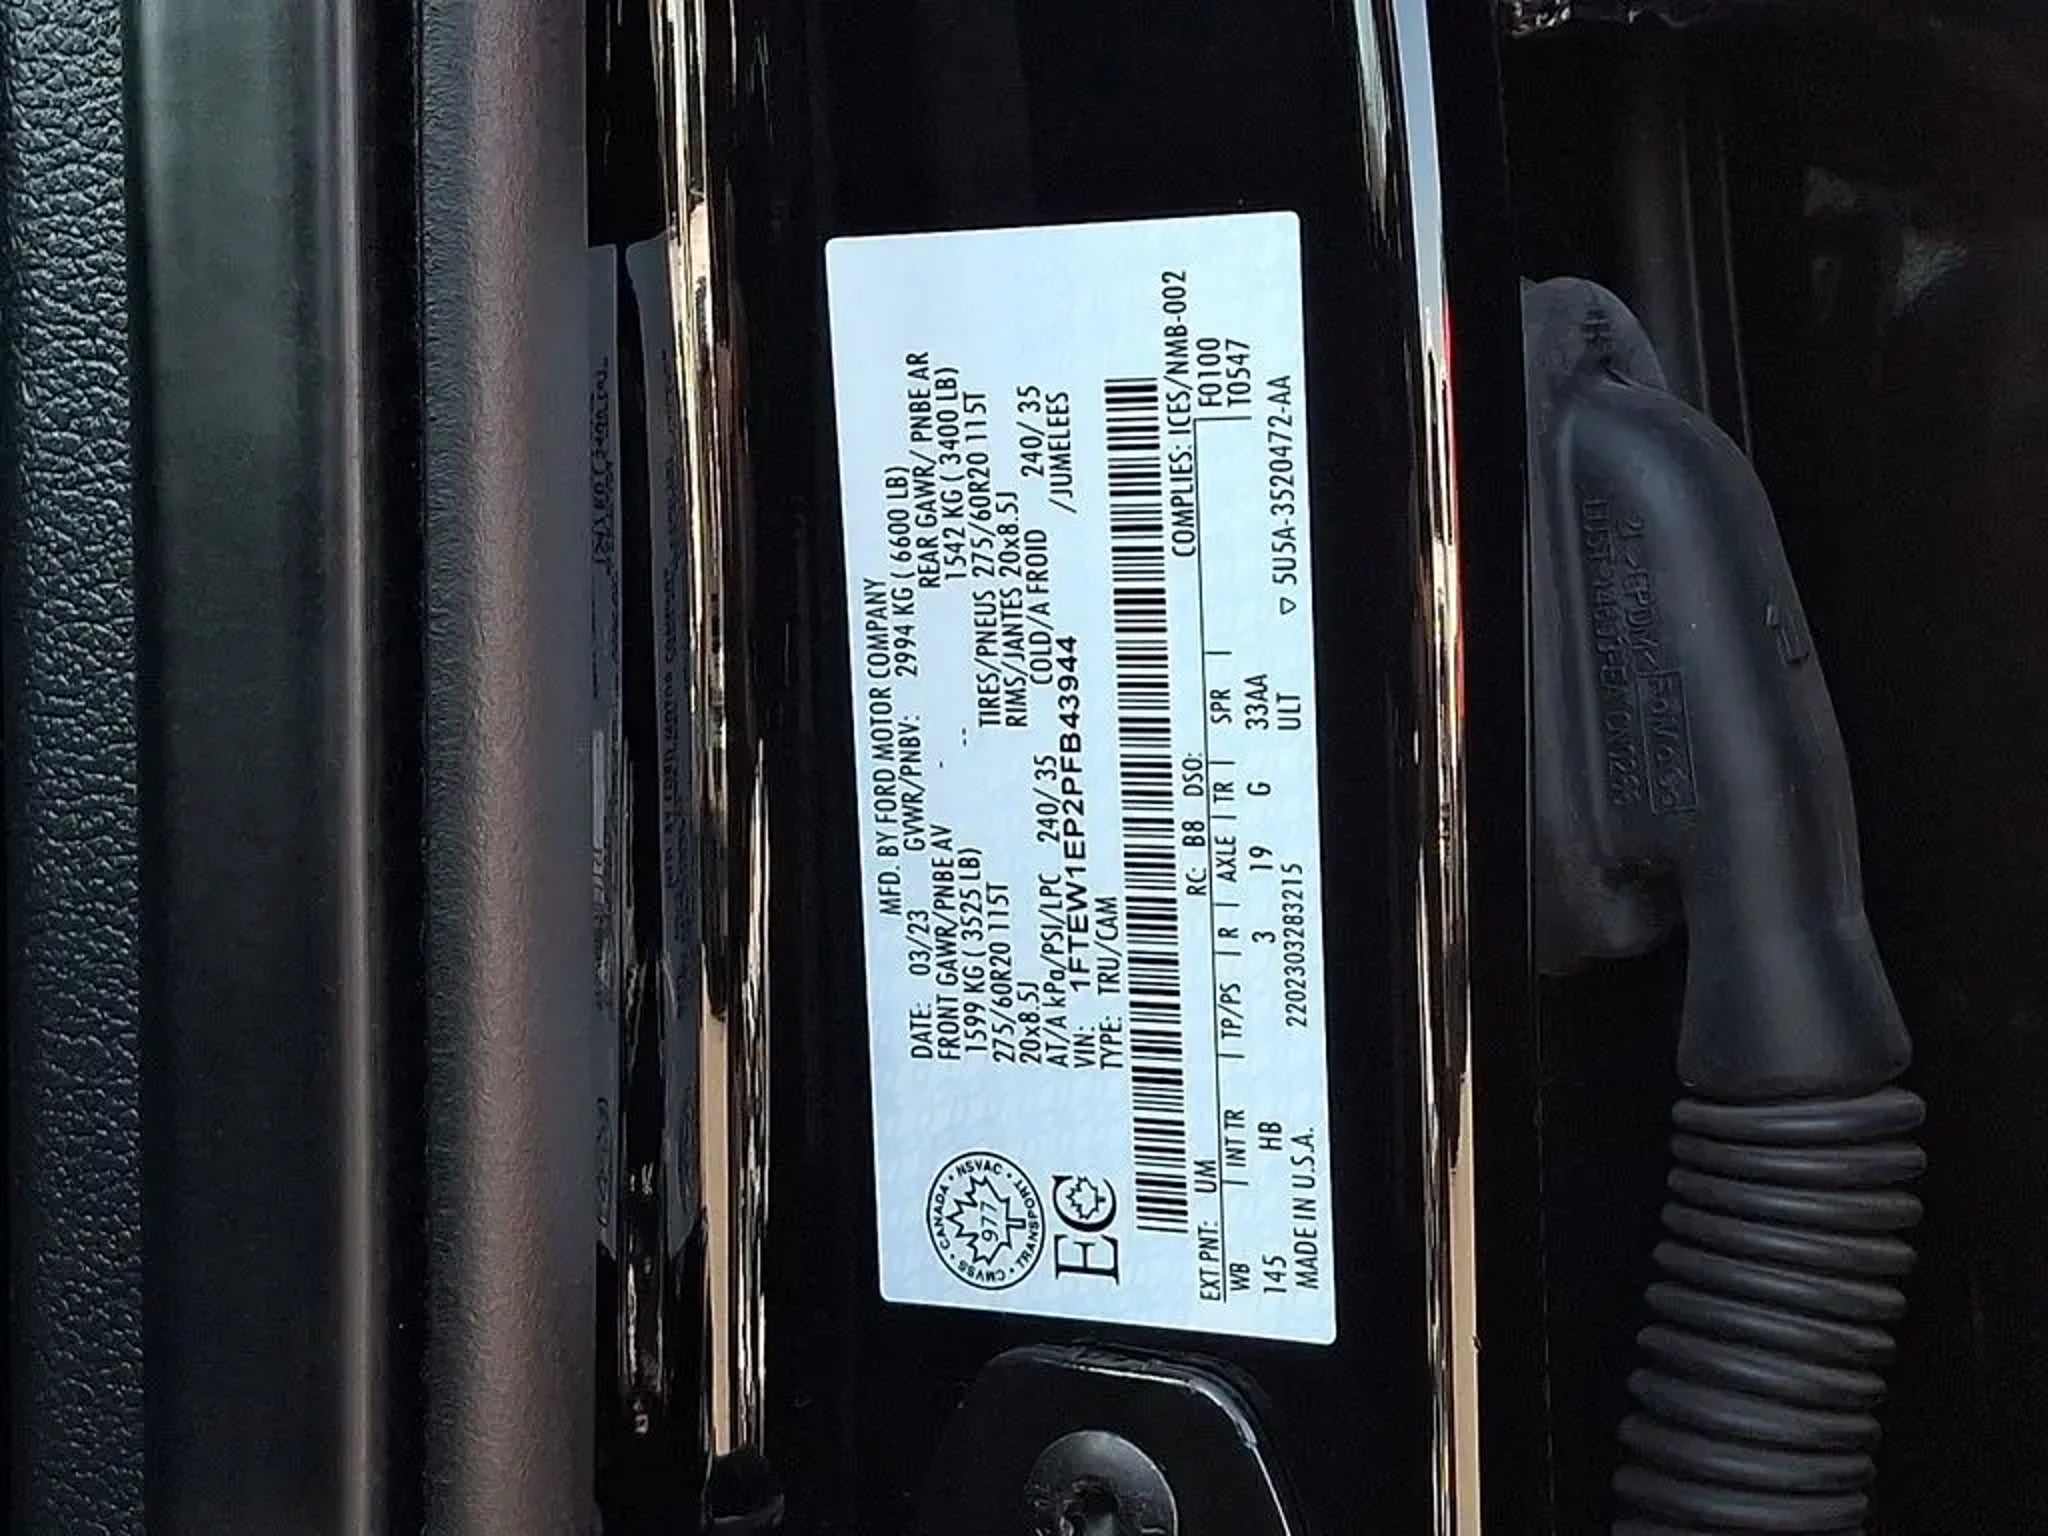 MFD. BY FORD MOTOR COMPANY
DATE: 03/23 GVWR/PNBV: 2994 KG ( 6600 LB)
FRONT GAWR/PNBE AV REAR GAWR/ PNBE AR
1599 KG ( 3525 LB) - -- 1542 KG ( 3400 LB)
275/60R20 115T TIRES/PNEUS 275/60R20 115T
20x8.5J RIMS/JANTES 20x8.5J
AT/A kPa/PSI/LPC 240/ 35 COLD/A FROID 240/ 35
VIN: 1FTEW1EP2PFB43944 /JUMELEES
TYPE: TRU/CAM
CANADA • NSVAC • TRANSPORT • CMVSS •
977
EC
COMPLIES: ICES/NMB-002
EXT PNT: UM RC: B8 DSO: F0100
WB | INT TR | TP/PS | R | AXLE | TR | SPR | T0547
145 HB 3 19 G 33AA
MADE IN U.S.A. 2202303283215 ULT ▽ 5U5A-3520472-AA